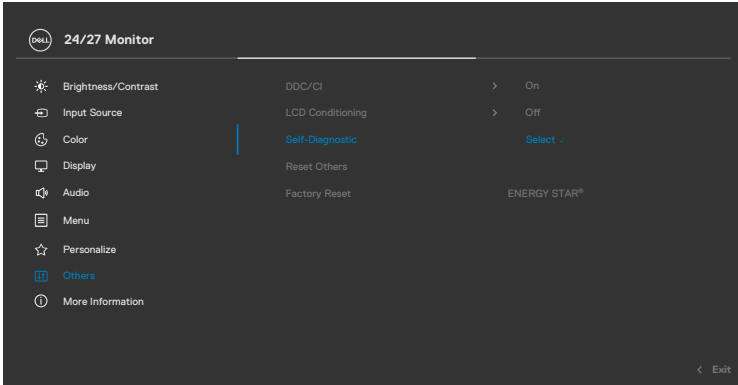 DELL 24/27 Monitor
Brightness/Contrast DDC/CI > On
Input Source LCD Conditioning > Off
Color Self-Diagnostic Select
Display Reset Others
Audio Factory Reset ENERGY STAR®
Menu
Personalize
Others
More Information
< Exit